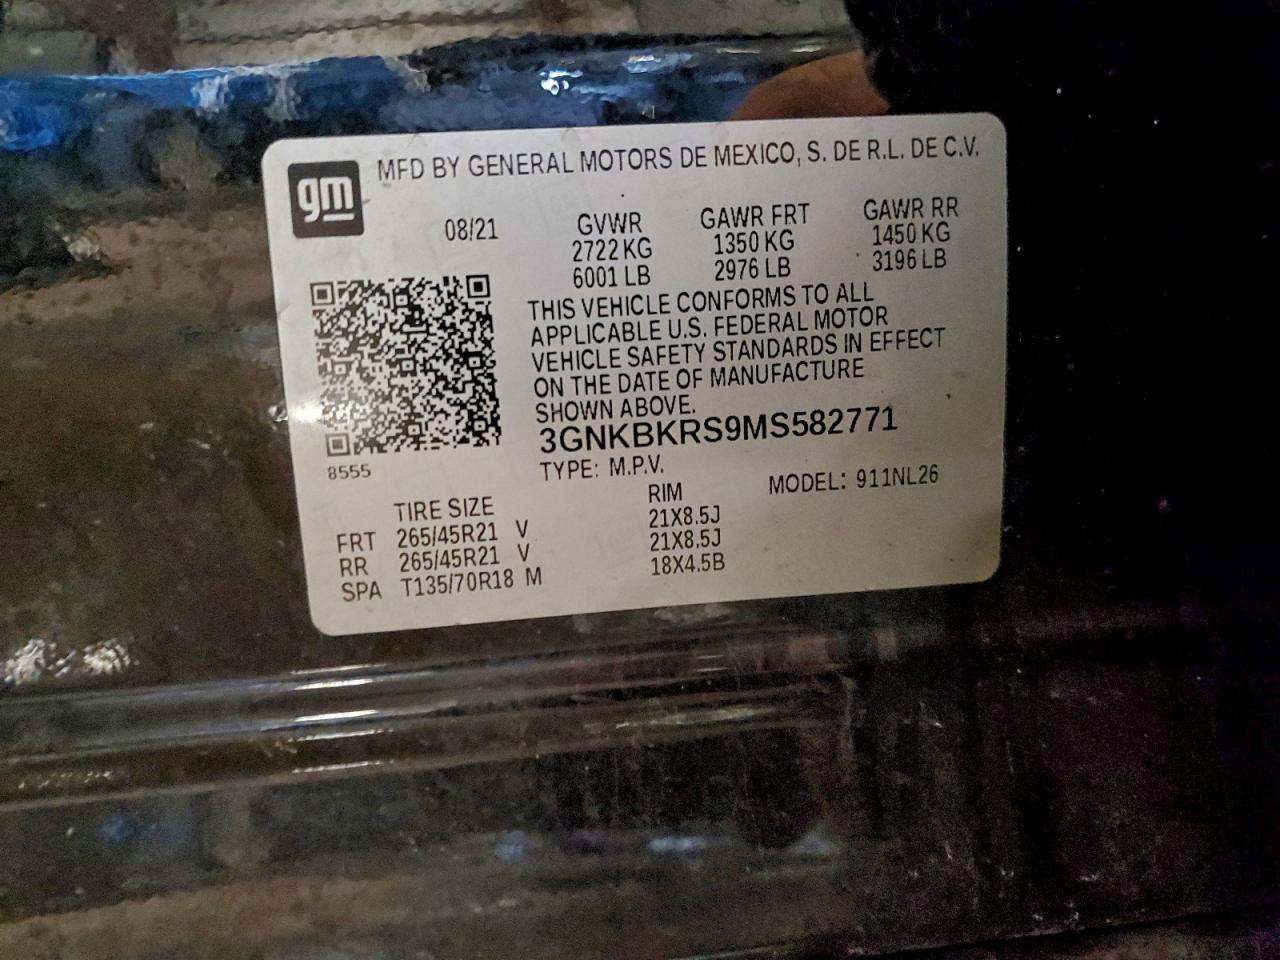 gm
MFD BY GENERAL MOTORS DE MEXICO, S. DE R.L. DE C.V.
08/21 GVWR GAWR FRT GAWR RR
2722 KG 1350 KG 1450 KG
6001 LB 2976 LB 3196 LB
THIS VEHICLE CONFORMS TO ALL
APPLICABLE U.S. FEDERAL MOTOR
VEHICLE SAFETY STANDARDS IN EFFECT
ON THE DATE OF MANUFACTURE
SHOWN ABOVE.
3GNKBKRS9MS582771
8555
TYPE: M.P.V. MODEL: 911NL26
TIRE SIZE RIM
FRT 265/45R21 V 21X8.5J
RR 265/45R21 V 21X8.5J
SPA T135/70R18 M 18X4.5B